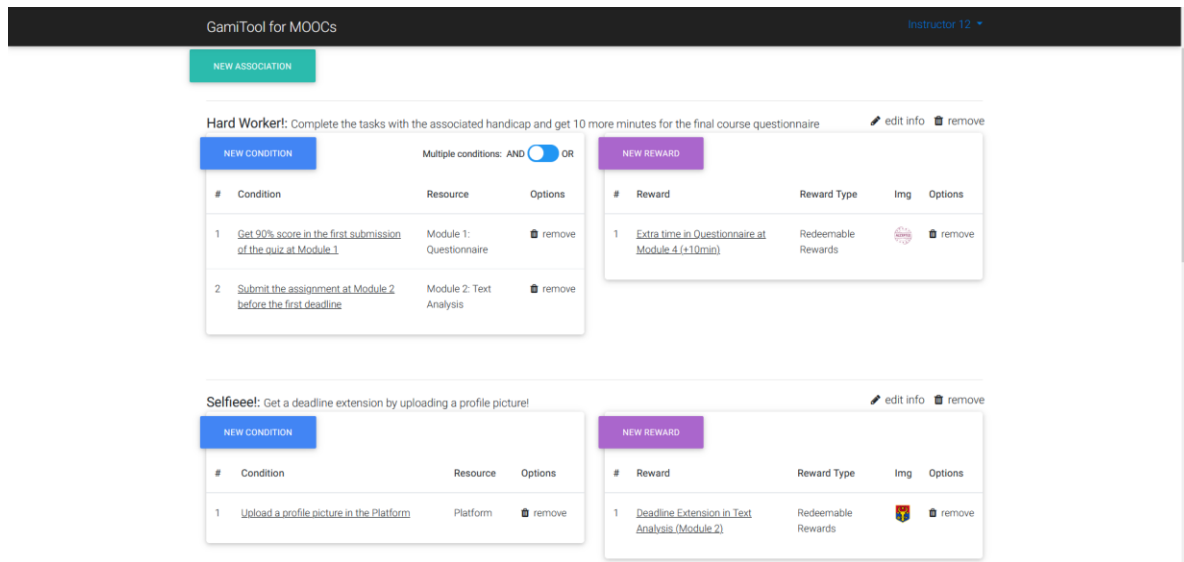 GamiTool for MOOCs
Instructor 12
NEW ASSOCIATION
Hard Worker!: Complete the tasks with the associated handicap and get 10 more minutes for the final course questionnaire
edit info remove
NEW CONDITION
Multiple conditions: AND OR
# Condition Resource Options
1 Get 90% score in the first submission Module 1: remove
of the quiz at Module 1 Questionnaire
2 Submit the assignment at Module 2 Module 2: Text remove
before the first deadline Analysis
NEW REWARD
# Reward Reward Type Img Options
1 Extra time in Questionnaire at Redeemable remove
Module 4 (+10min) Rewards
Selfieee!: Get a deadline extension by uploading a profile picture!
edit info remove
NEW CONDITION
# Condition Resource Options
1 Upload a profile picture in the Platform Platform remove
NEW REWARD
# Reward Reward Type Img Options
1 Deadline Extension in Text Redeemable remove
Analysis (Module 2) Rewards